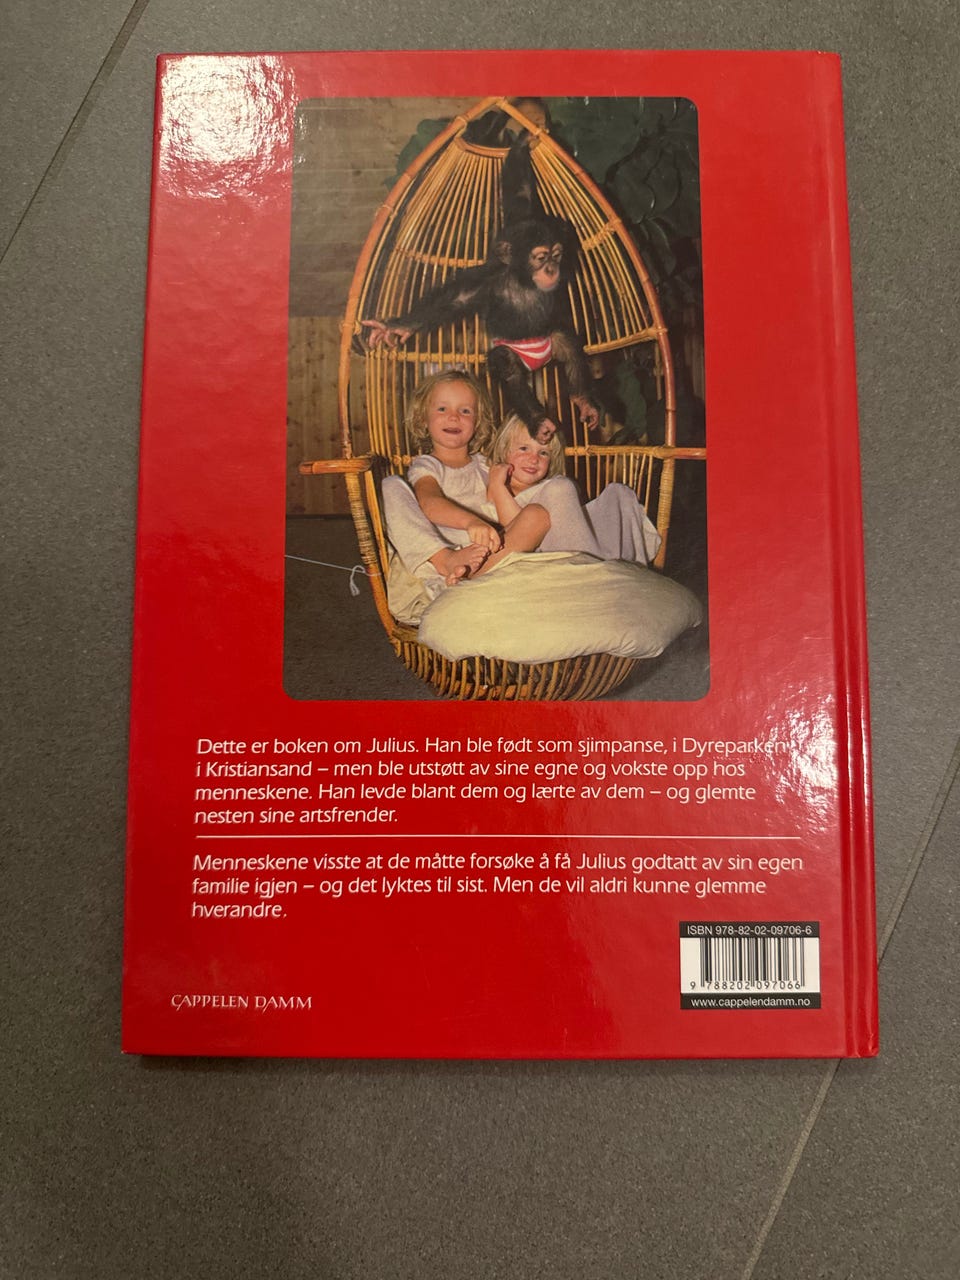 Dette er boken om Julius. Han ble født som sjimpanse, i Dyreparken
i Kristiansand – men ble utstøtt av sine egne og vokste opp hos
menneskene. Han levde blant dem og lærte av dem – og glemte
nesten sine artsfrender.
Menneskene visste at de måtte forsøke å få Julius godtatt av sin egen
familie igjen – og det lyktes til sist. Men de vil aldri kunne glemme
hverandre.
ISBN 978-82-02-09706-6
9 788202 097066
www.cappelendamm.no
CAPPELEN DAMM